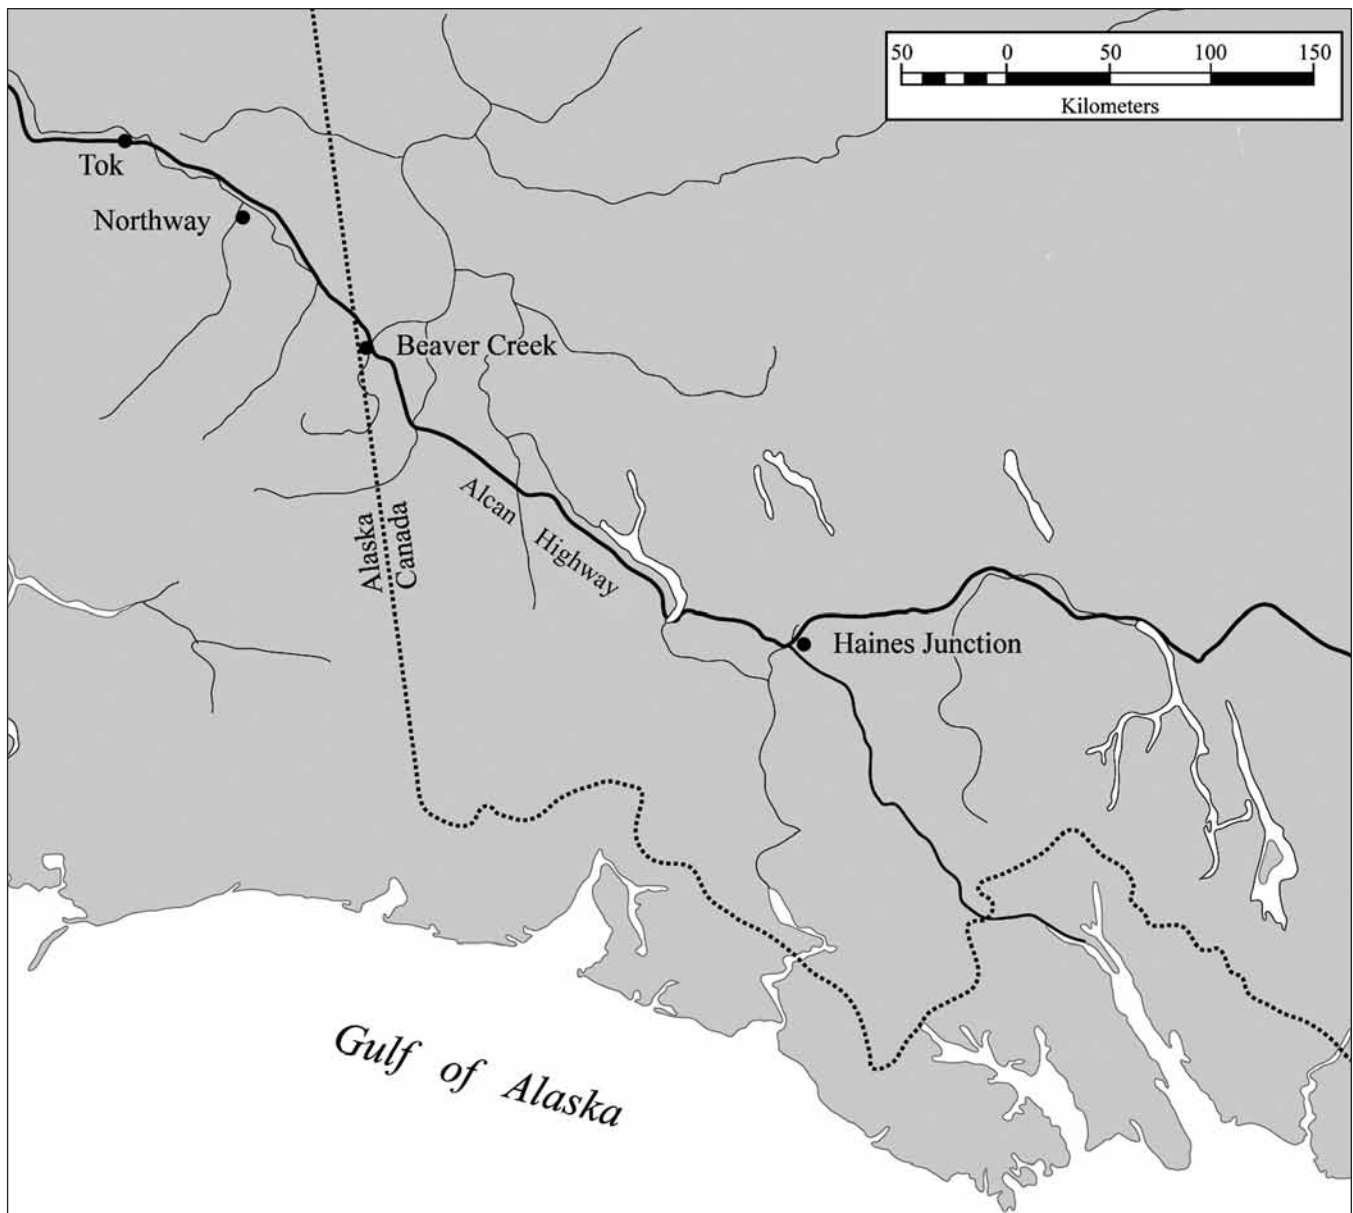 50 0 50 100 150
Kilometers
Tok
Northway
Beaver Creek
Alcan Highway
Alaska
Canada
Haines Junction
Gulf of Alaska